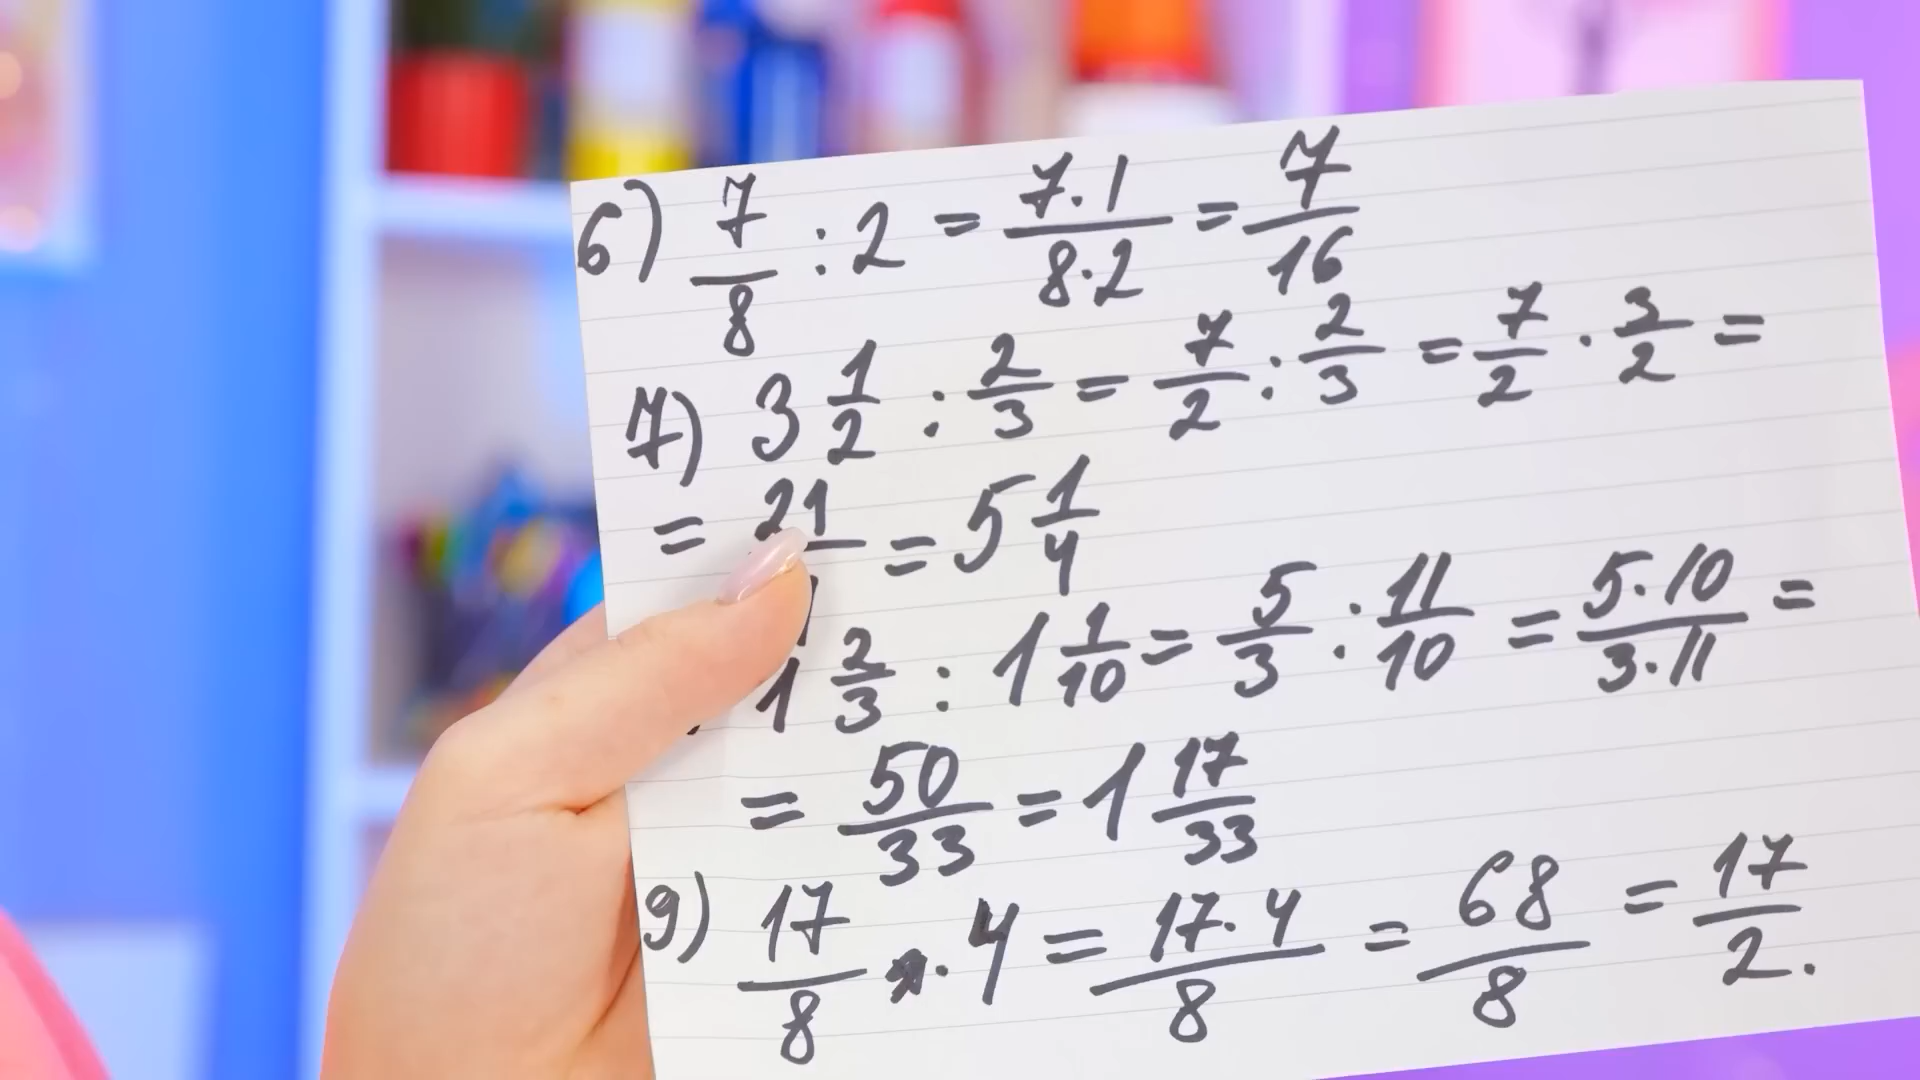 6) 7/8 : 2 = 7·1/8·2 = 7/16
7) 3 1/2 : 2/3 = 7/2 : 2/3 = 7/2 · 3/2 =
= 21/ = 5 1/4
1 2/3 : 1 1/10 = 5/3 : 11/10 = 5·10/3·11 =
= 50/33 = 1 17/33
9) 17/8 · 4 = 17·4/8 = 68/8 = 17/2.